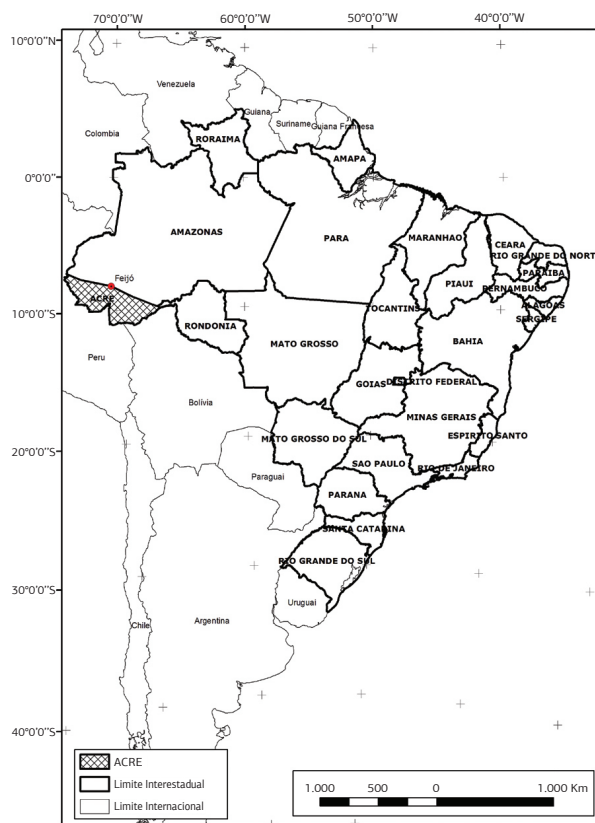 70°0'0''W 60°0'0''W 50°0'0''W 40°0'0''W
10°0'0''N
Venezuela
Guiana
Suriname
Guiana Francesa
Colombia
RORAIMA
AMAPA
0°0'0''
AMAZONAS
PARA
MARANHAO
CEARA
RIO GRANDE DO NORT
PARAIBA
PIAUI
PERNAMBUCO
Feijó
ACRE
ALAGOAS
SERGIPE
TOCANTINS
10°0'0''S
RONDONIA
MATO GROSSO
BAHIA
Peru
GOIAS
DISTRITO FEDERAL
Bolívia
MINAS GERAIS
MATO GROSSO DO SUL
ESPIRITO SANTO
20°0'0''S
SAO PAULO
RIO DE JANEIRO
Paraguai
PARANA
SANTA CATARINA
RIO GRANDE DO SUL
30°0'0''S
Uruguai
Chile
Argentina
40°0'0''S
ACRE
Limite Interestadual
Limite Internacional
1.000 500 0 1.000 Km